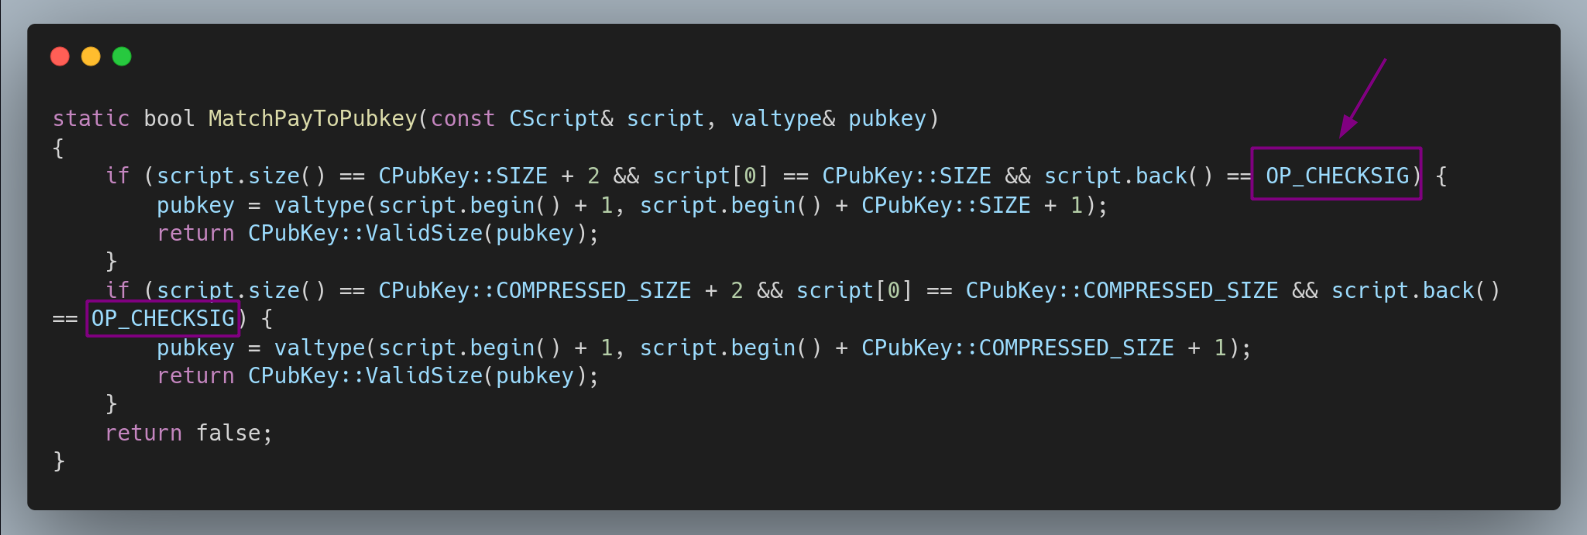 static bool MatchPayToPubkey(const CScript& script, valtype& pubkey)
{
    if (script.size() == CPubKey::SIZE + 2 && script[0] == CPubKey::SIZE && script.back() == OP_CHECKSIG) {
        pubkey = valtype(script.begin() + 1, script.begin() + CPubKey::SIZE + 1);
        return CPubKey::ValidSize(pubkey);
    }
    if (script.size() == CPubKey::COMPRESSED_SIZE + 2 && script[0] == CPubKey::COMPRESSED_SIZE && script.back()
== OP_CHECKSIG) {
        pubkey = valtype(script.begin() + 1, script.begin() + CPubKey::COMPRESSED_SIZE + 1);
        return CPubKey::ValidSize(pubkey);
    }
    return false;
}